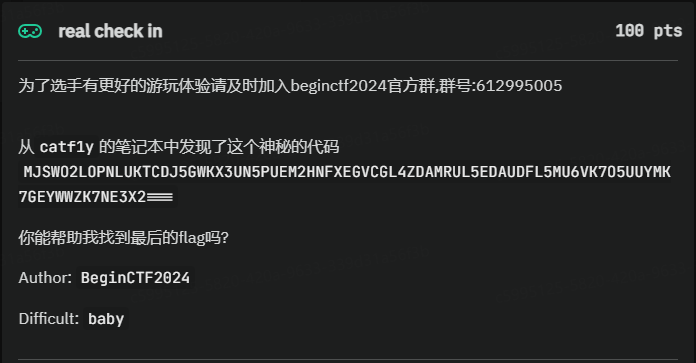 real check in
100 pts
为了选手有更好的游玩体验请及时加入beginctf2024官方群,群号:612995005
从 catf1y 的笔记本中发现了这个神秘的代码
MJSWO2LOPNLUKTCDJ5GWKX3UN5PUEM2HNFXEGVCGL4ZDAMRUL5EDAUDFL5MU6VK7O5UUYMK
7GEYWWZK7NE3X2===
你能帮助我找到最后的flag吗?
Author: BeginCTF2024
Difficult: baby